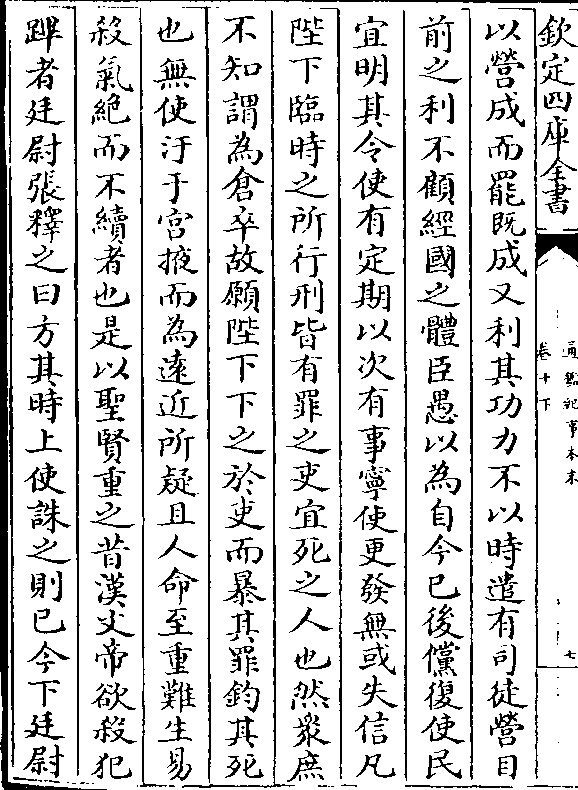 欽定四庫全書
通鑑紀事本末
卷十下
七
以營成而罷既成又利其功力不以時遣有司徒營目
前之利不顧經國之體臣愚以為自今已後儻復使民
宜明其令使有定期以次有事寧使更發無或失信凡
陛下臨時之所行刑皆有罪之吏宜死之人也然衆庶
不知謂為倉卒故願陛下下之於吏而暴其罪鈞其死
也無使汙于宮掖而為遠近所疑且人命至重難生易
殺氣絶而不續者也是以聖賢重之昔漢文帝欲殺犯
蹕者廷尉張釋之曰方其時上使誅之則已今下廷尉